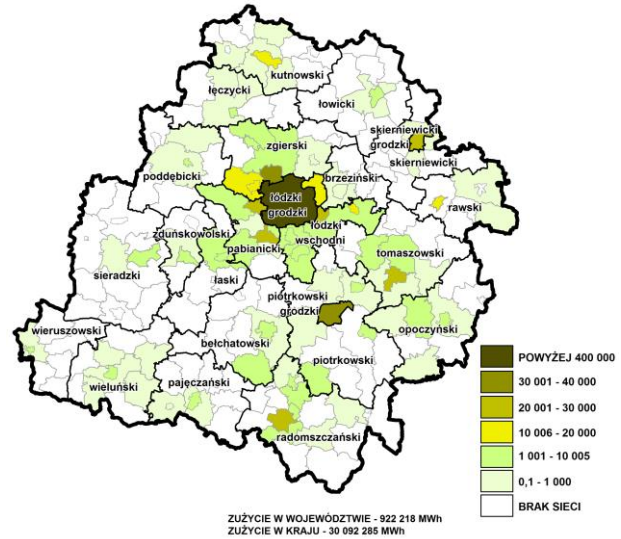 kutnowski
łęczycki
łowicki
skierniewicki
grodzki
skierniewicki
zgierski
brzeziński
poddębicki
łódzki
grodzki
rawski
łódzki
wschodni
zduńskowolski
pabianicki
tomaszowski
sieradzki
łaski
piotrkowski
grodzki
opoczyński
wieruszowski
bełchatowski
piotrkowski
wieluński
pajęczański
radomszczański
POWYŻEJ 400 000
30 001 - 40 000
20 001 - 30 000
10 006 - 20 000
1 001 - 10 005
0,1 - 1 000
BRAK SIECI
ZUŻYCIE W WOJEWÓDZTWIE - 922 218 MWh
ZUŻYCIE W KRAJU - 30 092 285 MWh